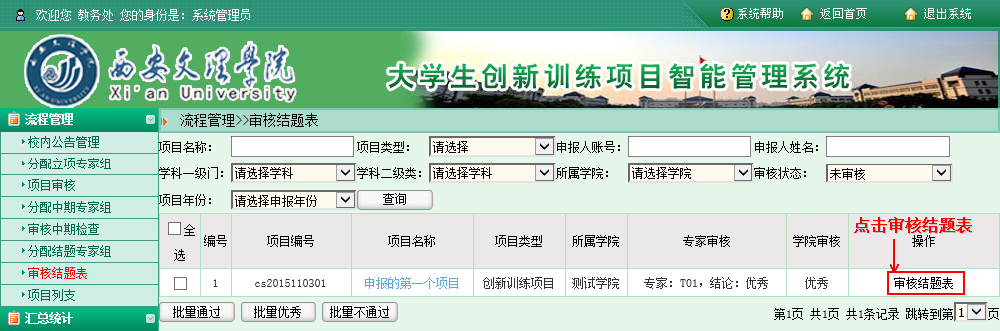 欢迎您 教务处 您的身份是：系统管理员
系统帮助 返回首页 退出系统
西安文理学院
Xi'an University
大学生创新训练项目智能管理系统
流程管理
校内公告管理
分配立项专家组
项目审核
分配中期专家组
审核中期检查
分配结题专家组
审核结题表
项目列支
汇总统计
流程管理>>审核结题表
项目名称： 项目类型： 请选择 申报人账号： 申报人姓名：
学科一级门： 请选择学科 学科二级类： 请选择学科 所属学院： 请选择学院 审核状态： 未审核
项目年份： 请选择申报年份 查询
点击审核结题表
全选 编号 项目编号 项目名称 项目类型 所属学院 专家审核 学院审核 操作
1 cs2015110301 申报的第一个项目 创新训练项目 测试学院 专家：T01，结论：优秀 优秀 审核结题表
批量通过 批量优秀 批量不通过 第1页 共1页 共1条记录 跳转到第1页